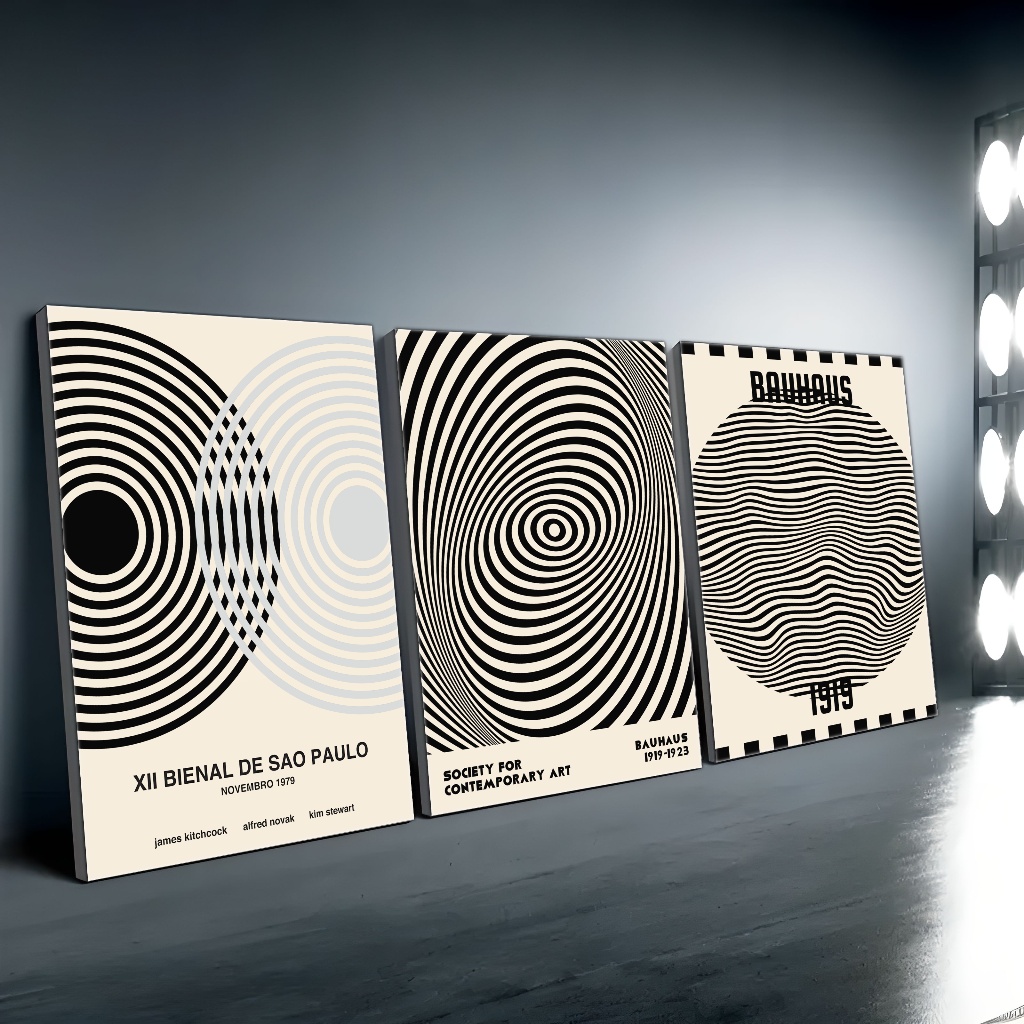 XII BIENAL DE SAO PAULO
NOVEMBRO 1979
james kitchcock alfred novak kim stewart
SOCIETY FOR
CONTEMPORARY ART
BAUHAUS
1919-1923
BAUHAUS
1919